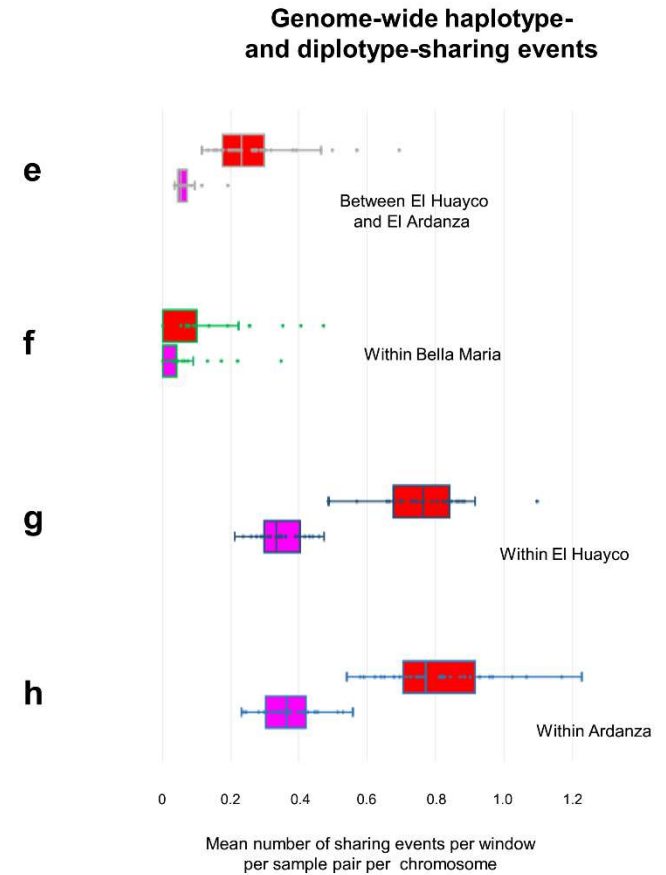 Genome-wide haplotype-
and diplotype-sharing events
e
Between El Huayco
and El Ardanza
f
Within Bella Maria
g
Within El Huayco
h
Within Ardanza
0 0.2 0.4 0.6 0.8 1.0 1.2
Mean number of sharing events per window
per sample pair per chromosome